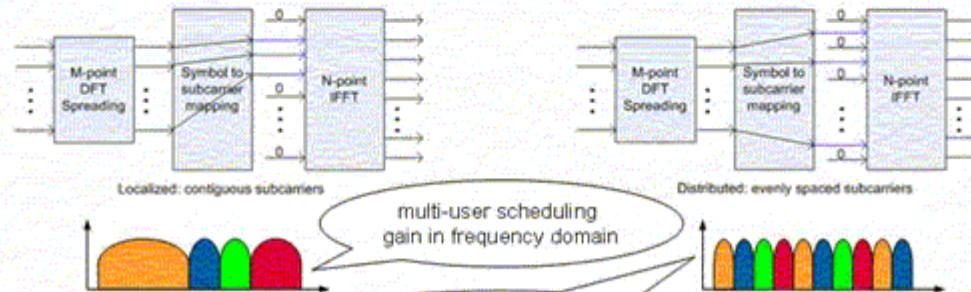 0
M-point
DFT
Spreading
Symbol to
subcarrier
mapping
0
0
N-point
IFFT
Localized: contiguous subcarriers
0
M-point
DFT
Spreading
Symbol to
subcarrier
mapping
0
0
0
0
N-point
IFFT
Distributed: evenly spaced subcarriers
multi-user scheduling
gain in frequency domain